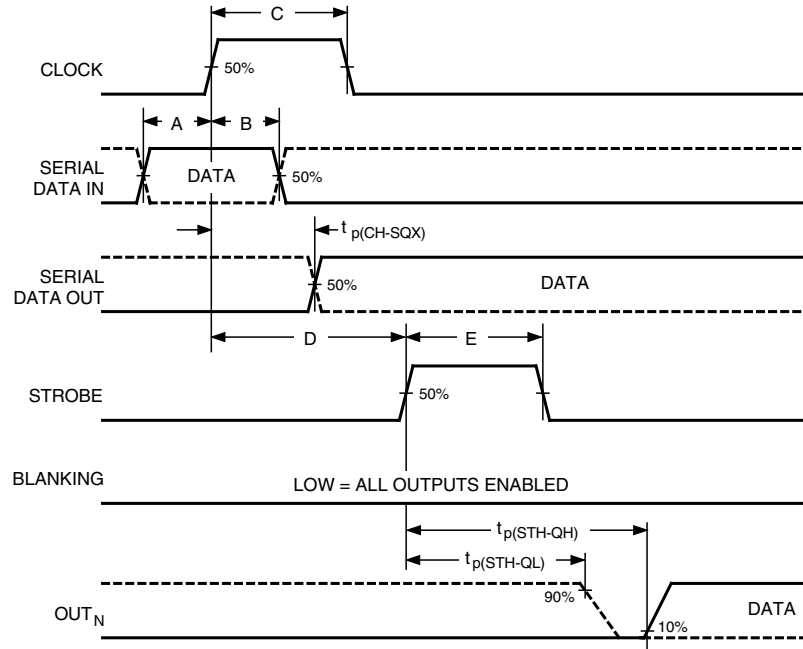 C
CLOCK
50%
A
B
SERIAL
DATA IN
DATA
50%
t p(CH-SQX)
SERIAL
DATA OUT
50%
DATA
D
E
STROBE
50%
BLANKING
LOW = ALL OUTPUTS ENABLED
t p(STH-QH)
t p(STH-QL)
90%
DATA
OUT N
10%